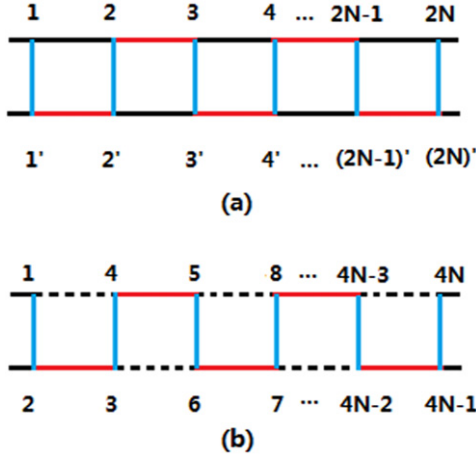 1 2 3 4 ... 2N-1 2N
1' 2' 3' 4' ... (2N-1)' (2N)'
(a)
1 4 5 8 ... 4N-3 4N
2 3 6 7 ... 4N-2 4N-1
(b)